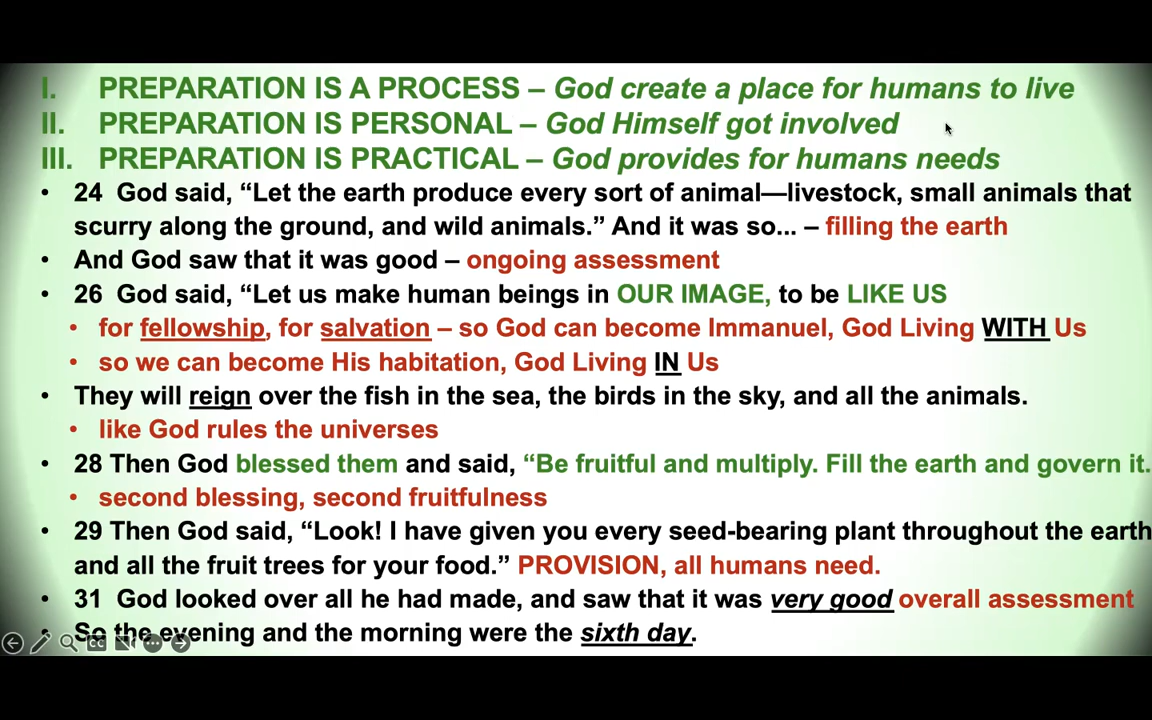 I. PREPARATION IS A PROCESS – God create a place for humans to live
II. PREPARATION IS PERSONAL – God Himself got involved
III. PREPARATION IS PRACTICAL – God provides for humans needs
• 24 God said, “Let the earth produce every sort of animal—livestock, small animals that
scurry along the ground, and wild animals.” And it was so... – filling the earth
• And God saw that it was good – ongoing assessment
• 26 God said, “Let us make human beings in OUR IMAGE, to be LIKE US
• for fellowship, for salvation – so God can become Immanuel, God Living WITH Us
• so we can become His habitation, God Living IN Us
• They will reign over the fish in the sea, the birds in the sky, and all the animals.
• like God rules the universes
• 28 Then God blessed them and said, “Be fruitful and multiply. Fill the earth and govern it.
• second blessing, second fruitfulness
• 29 Then God said, “Look! I have given you every seed-bearing plant throughout the earth
and all the fruit trees for your food.” PROVISION, all humans need.
• 31 God looked over all he had made, and saw that it was very good overall assessment
• So the evening and the morning were the sixth day.